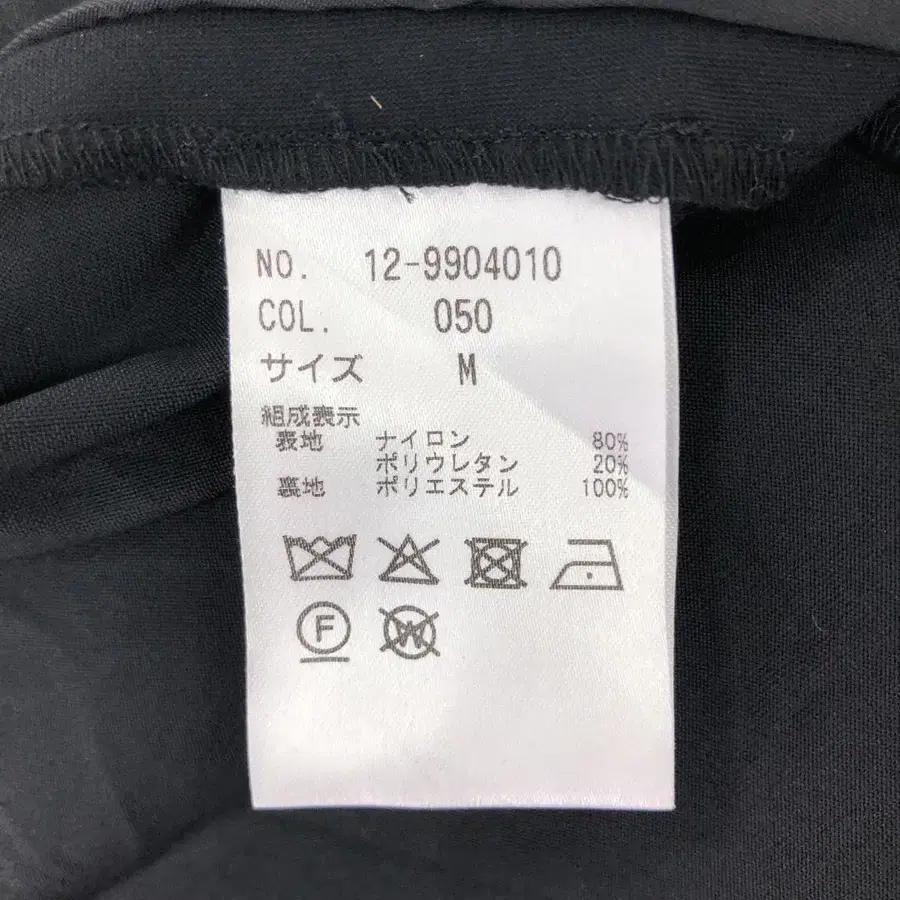 NO. 12-9904010
COL. 050
サイズ M
組成表示
表地 ナイロン 80%
ポリウレタン 20%
裏地 ポリエステル 100%
F
W